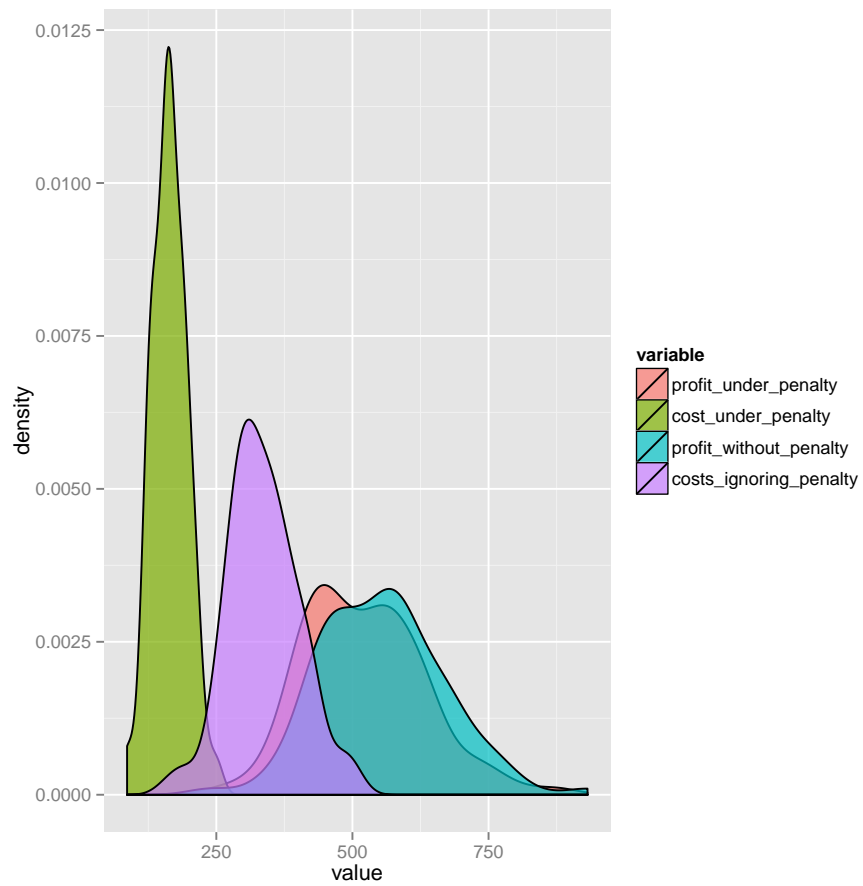 0.0125
0.0100
0.0075
0.0050
0.0025
0.0000
density
250 500 750
value
variable
profit_under_penalty
cost_under_penalty
profit_without_penalty
costs_ignoring_penalty